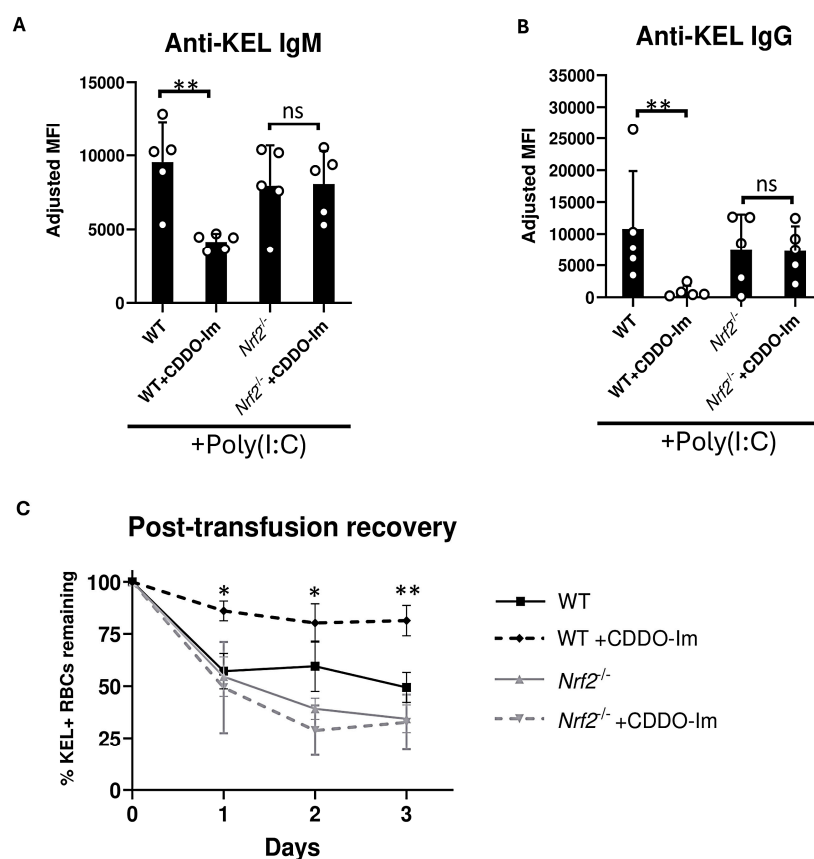 A
Anti-KEL IgM
Adjusted MFI
15000
10000
5000
0
**
ns
WT
WT+CDDO-Im
Nrf2-/-
Nrf2-/-+CDDO-Im
+Poly(I:C)
B
Anti-KEL IgG
Adjusted MFI
35000
30000
25000
20000
15000
10000
5000
0
**
ns
WT
WT+CDDO-Im
Nrf2-/-
Nrf2-/-+CDDO-Im
+Poly(I:C)
C
Post-transfusion recovery
% KEL+ RBCs remaining
100
75
50
25
0
* * **
0 1 2 3
Days
WT
WT +CDDO-Im
Nrf2-/-
Nrf2-/- +CDDO-Im